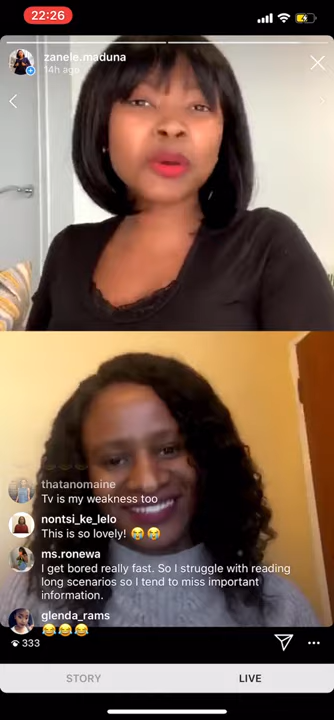 22:26
zanele.maduna
14h ago
thatanomaine
Tv is my weakness too
nontsi_ke_lelo
This is so lovely! 😭😭
ms.ronewa
I get bored really fast. So I struggle with reading
long scenarios so I tend to miss important
information.
glenda_rams
😂😂😂
333
STORY LIVE